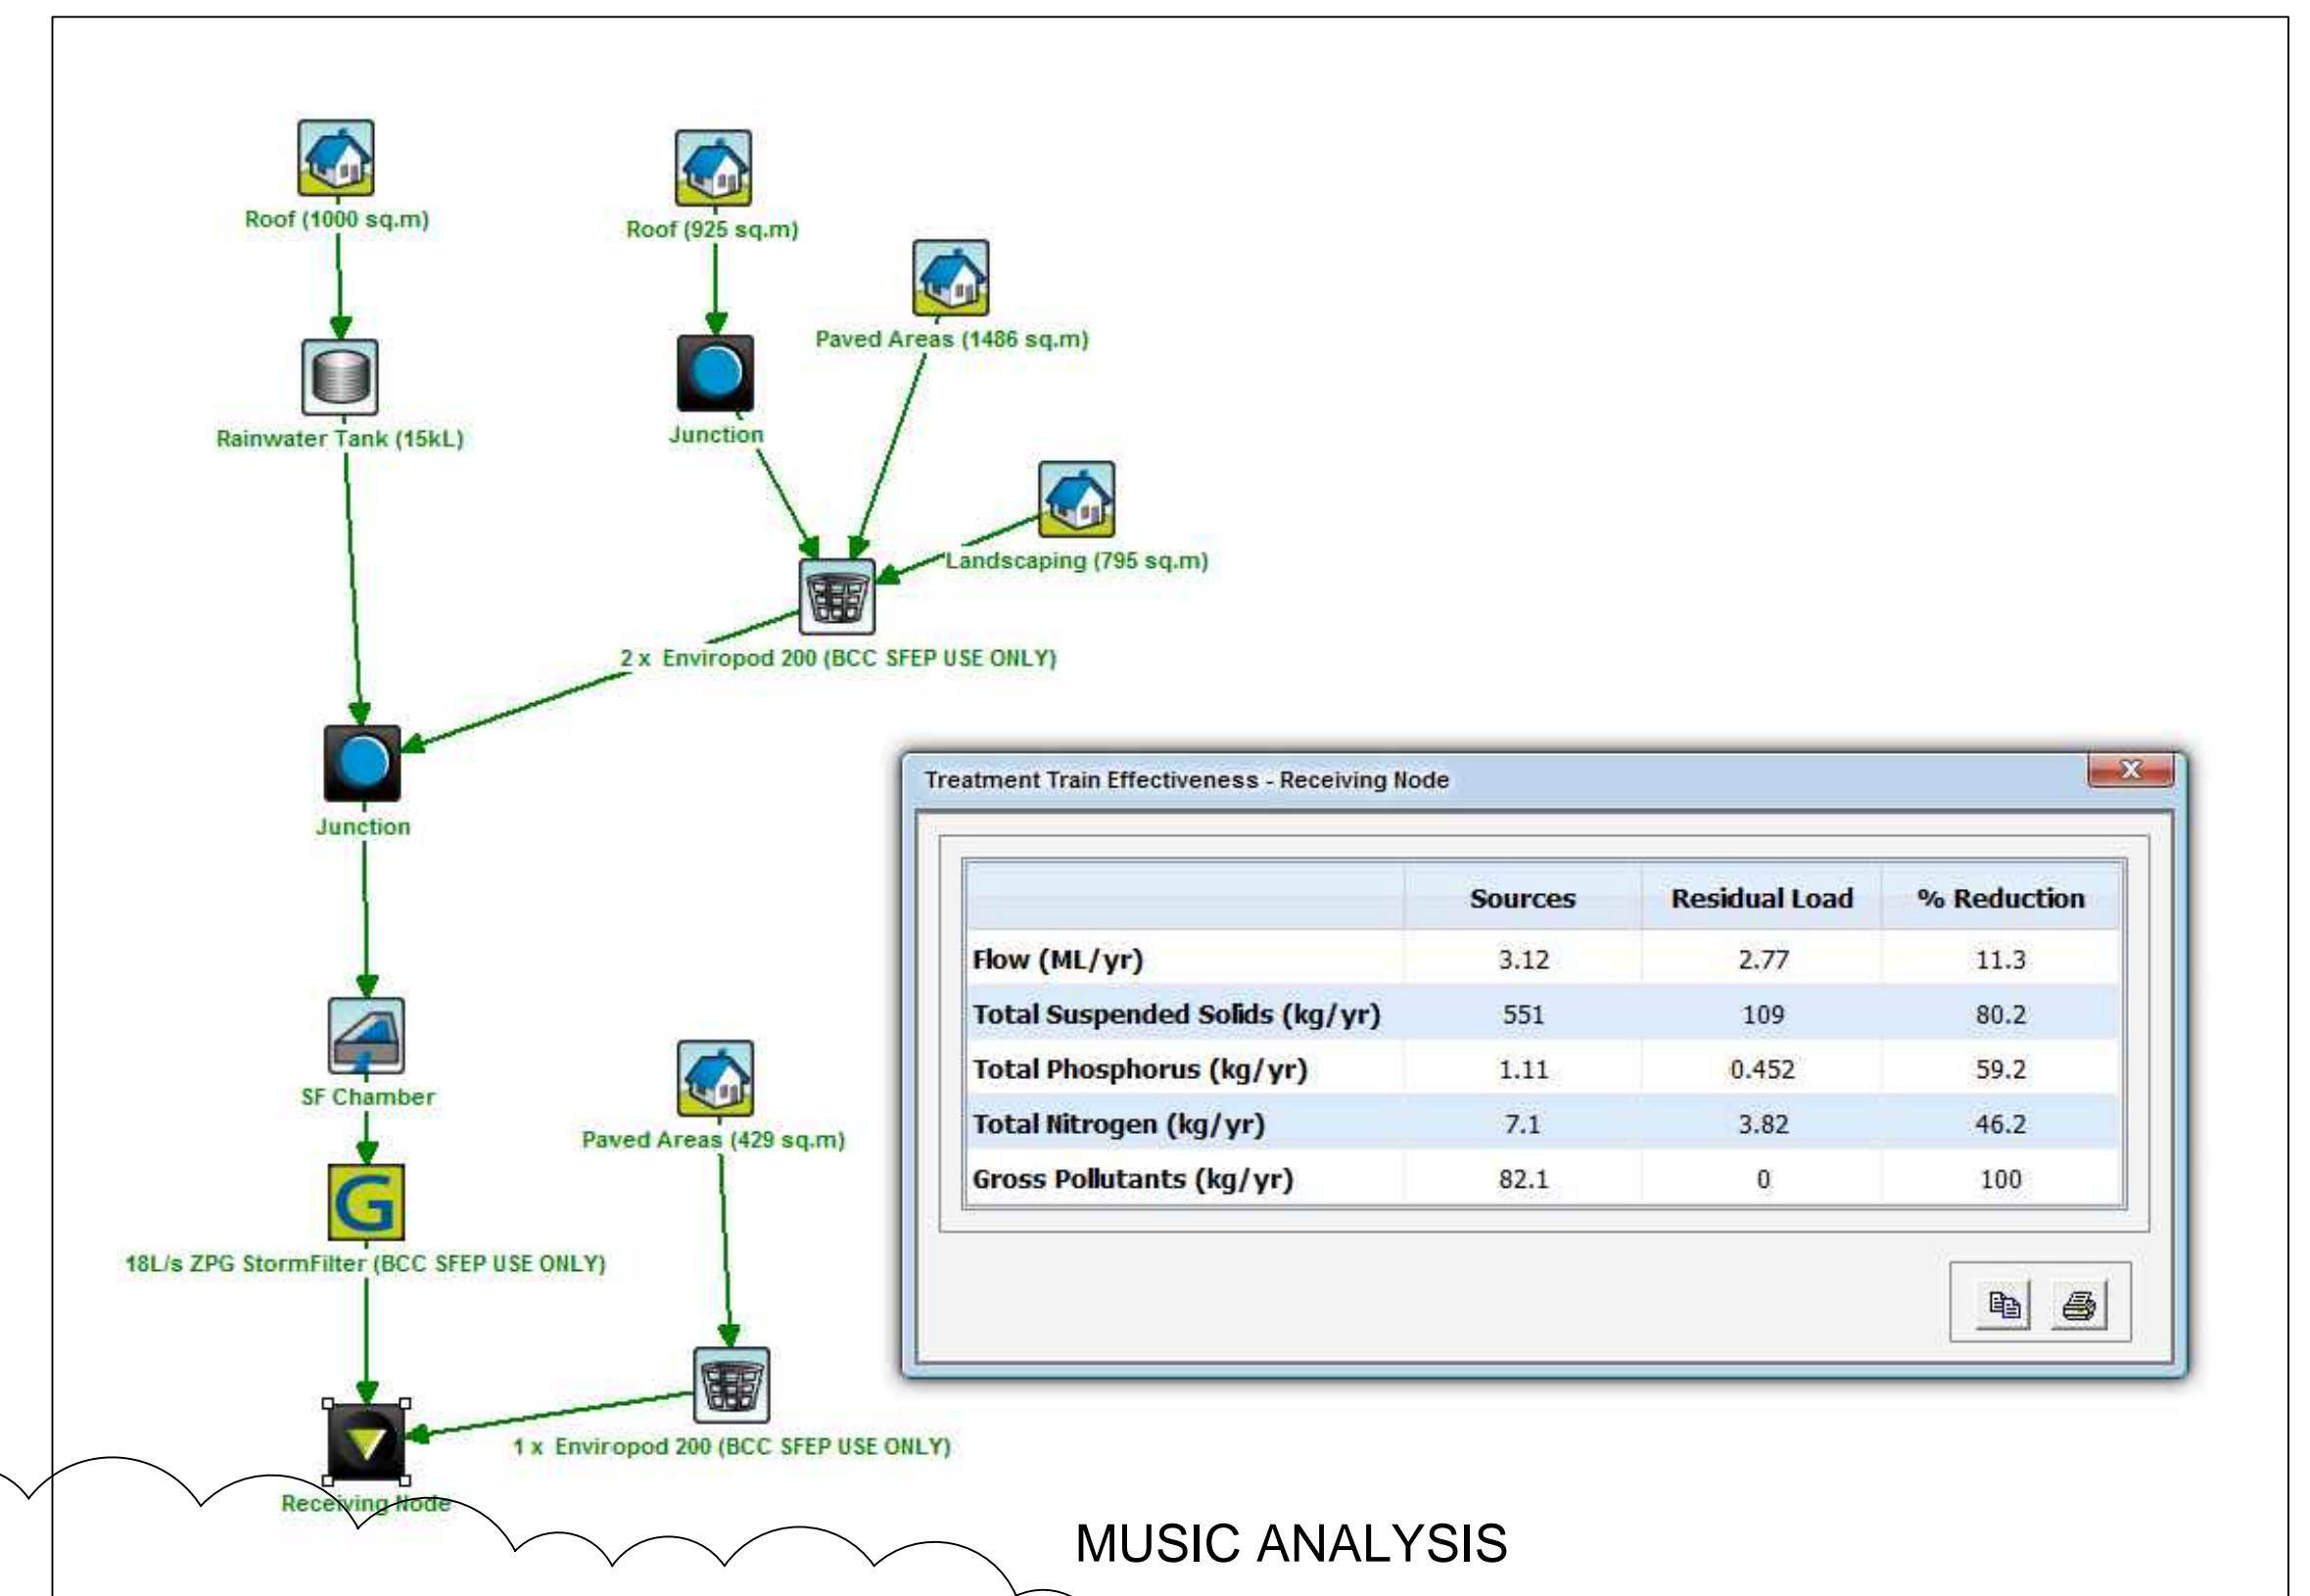 Roof (1000 sq.m)
Roof (925 sq.m)
Paved Areas (1486 sq.m)
Rainwater Tank (15kL)
Junction
Landscaping (795 sq.m)
2 x Enviropod 200 (BCC SFEP USE ONLY)
Junction
SF Chamber
Paved Areas (429 sq.m)
18L/s ZPG StormFilter (BCC SFEP USE ONLY)
1 x Enviropod 200 (BCC SFEP USE ONLY)
Receiving Node
Treatment Train Effectiveness - Receiving Node
Sources Residual Load % Reduction
Flow (ML/yr) 3.12 2.77 11.3
Total Suspended Solids (kg/yr) 551 109 80.2
Total Phosphorus (kg/yr) 1.11 0.452 59.2
Total Nitrogen (kg/yr) 7.1 3.82 46.2
Gross Pollutants (kg/yr) 82.1 0 100
MUSIC ANALYSIS